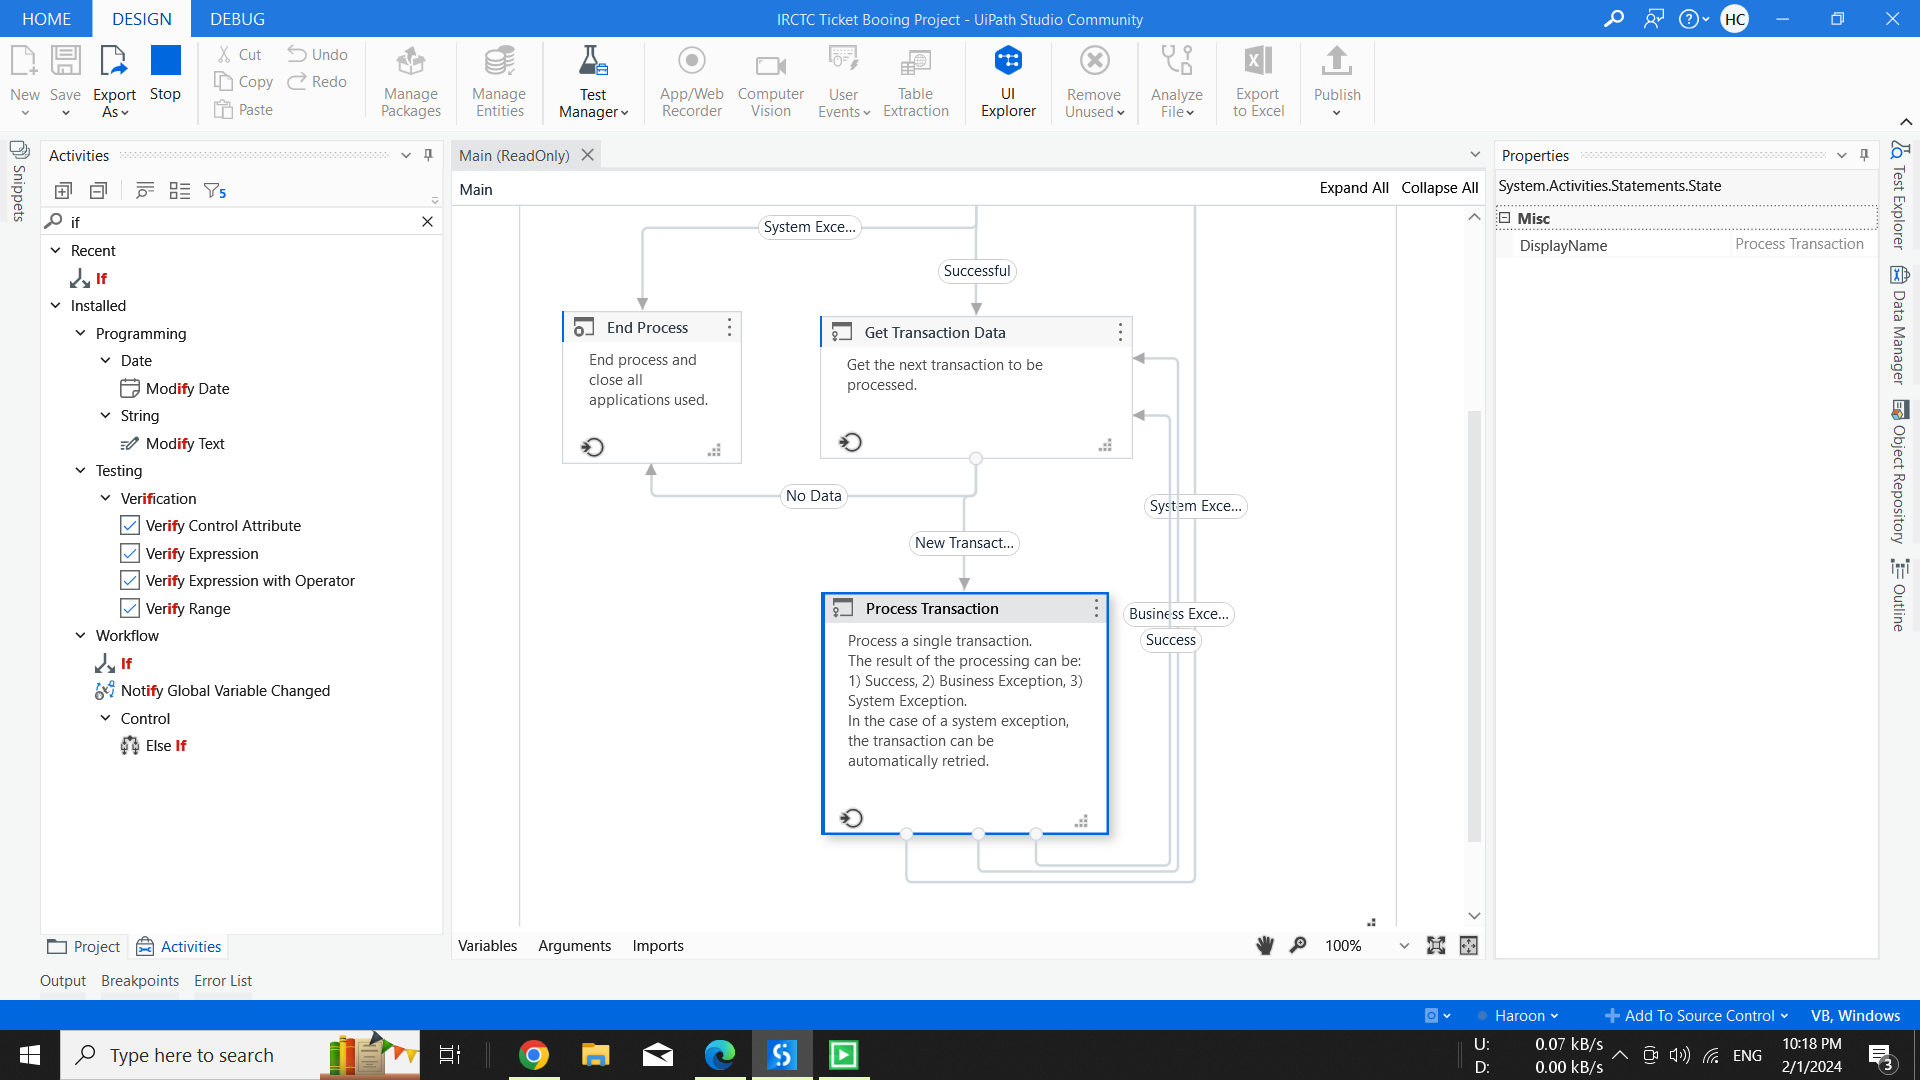 HOME
DESIGN
DEBUG
IRCTC Ticket Booing Project - UiPath Studio Community
HC
New
Save
Export As
Stop
Cut
Copy
Paste
Undo
Redo
Manage Packages
Manage Entities
Test Manager
App/Web Recorder
Computer Vision
User Events
Table Extraction
UI Explorer
Remove Unused
Analyze File
Export to Excel
Publish
Snippets
Activities
5
if
Recent
If
Installed
Programming
Date
Modify Date
String
Modify Text
Testing
Verification
Verify Control Attribute
Verify Expression
Verify Expression with Operator
Verify Range
Workflow
If
Notify Global Variable Changed
Control
Else If
Project
Activities
Main (ReadOnly)
Main
Expand All
Collapse All
System Exce...
Successful
End Process
End process and
close all
applications used.
Get Transaction Data
Get the next transaction to be
processed.
No Data
New Transact...
System Exce...
Business Exce...
Success
Process Transaction
Process a single transaction.
The result of the processing can be:
1) Success, 2) Business Exception, 3)
System Exception.
In the case of a system exception,
the transaction can be
automatically retried.
Variables
Arguments
Imports
100%
Properties
System.Activities.Statements.State
Misc
DisplayName
Process Transaction
Test Explorer
Data Manager
Object Repository
Outline
Output
Breakpoints
Error List
Haroon
Add To Source Control
VB, Windows
Type here to search
U: 0.07 kB/s
D: 0.00 kB/s
ENG
10:18 PM
2/1/2024
3